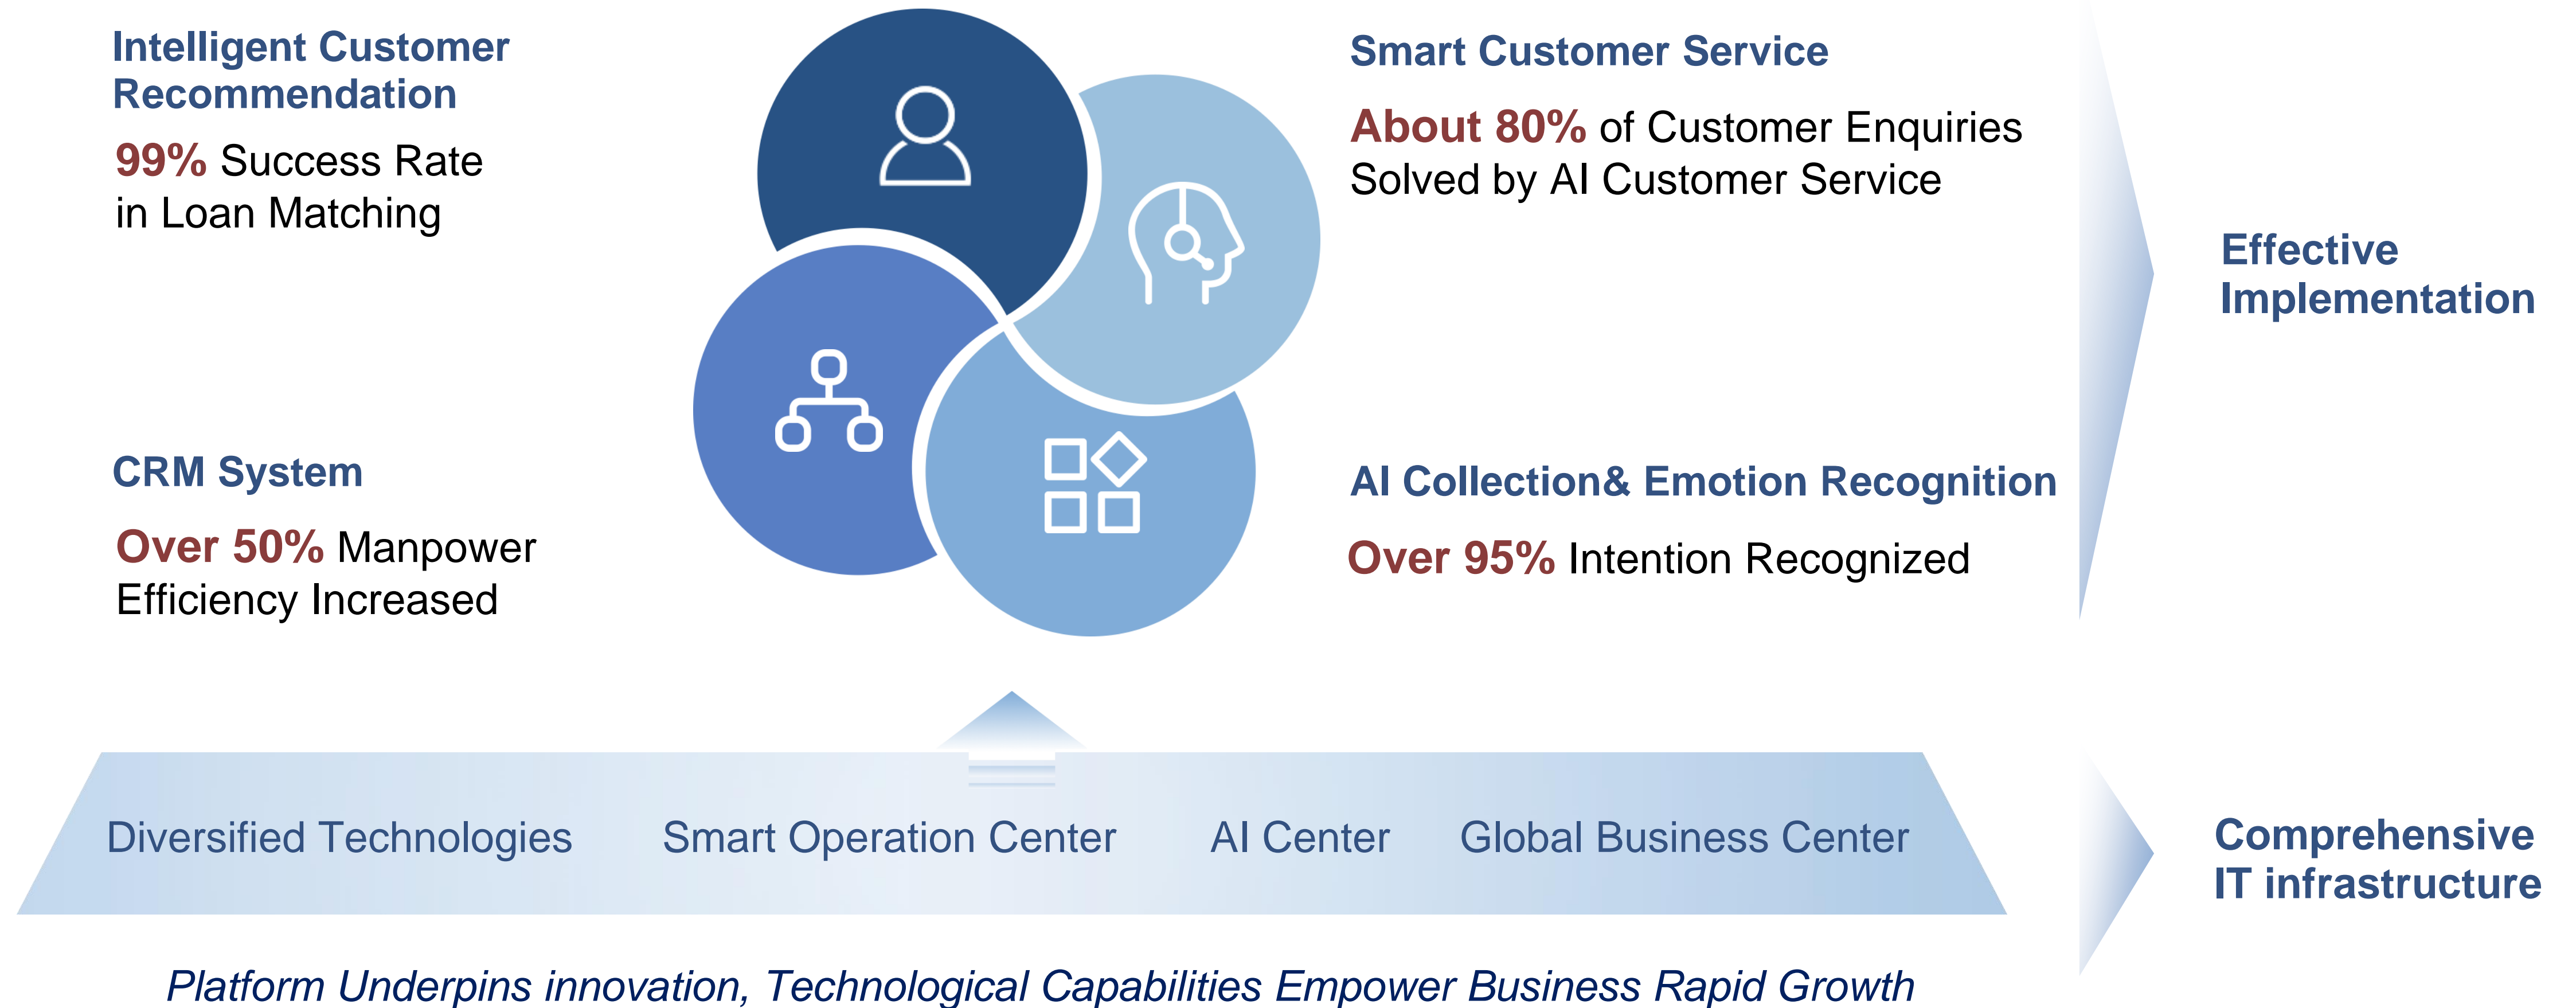 Intelligent Customer
Recommendation
99% Success Rate
in Loan Matching
Smart Customer Service
About 80% of Customer Enquiries
Solved by AI Customer Service
CRM System
Over 50% Manpower
Efficiency Increased
AI Collection& Emotion Recognition
Over 95% Intention Recognized
Effective
Implementation
Diversified Technologies
Smart Operation Center
AI Center
Global Business Center
Comprehensive
IT infrastructure
Platform Underpins innovation, Technological Capabilities Empower Business Rapid Growth